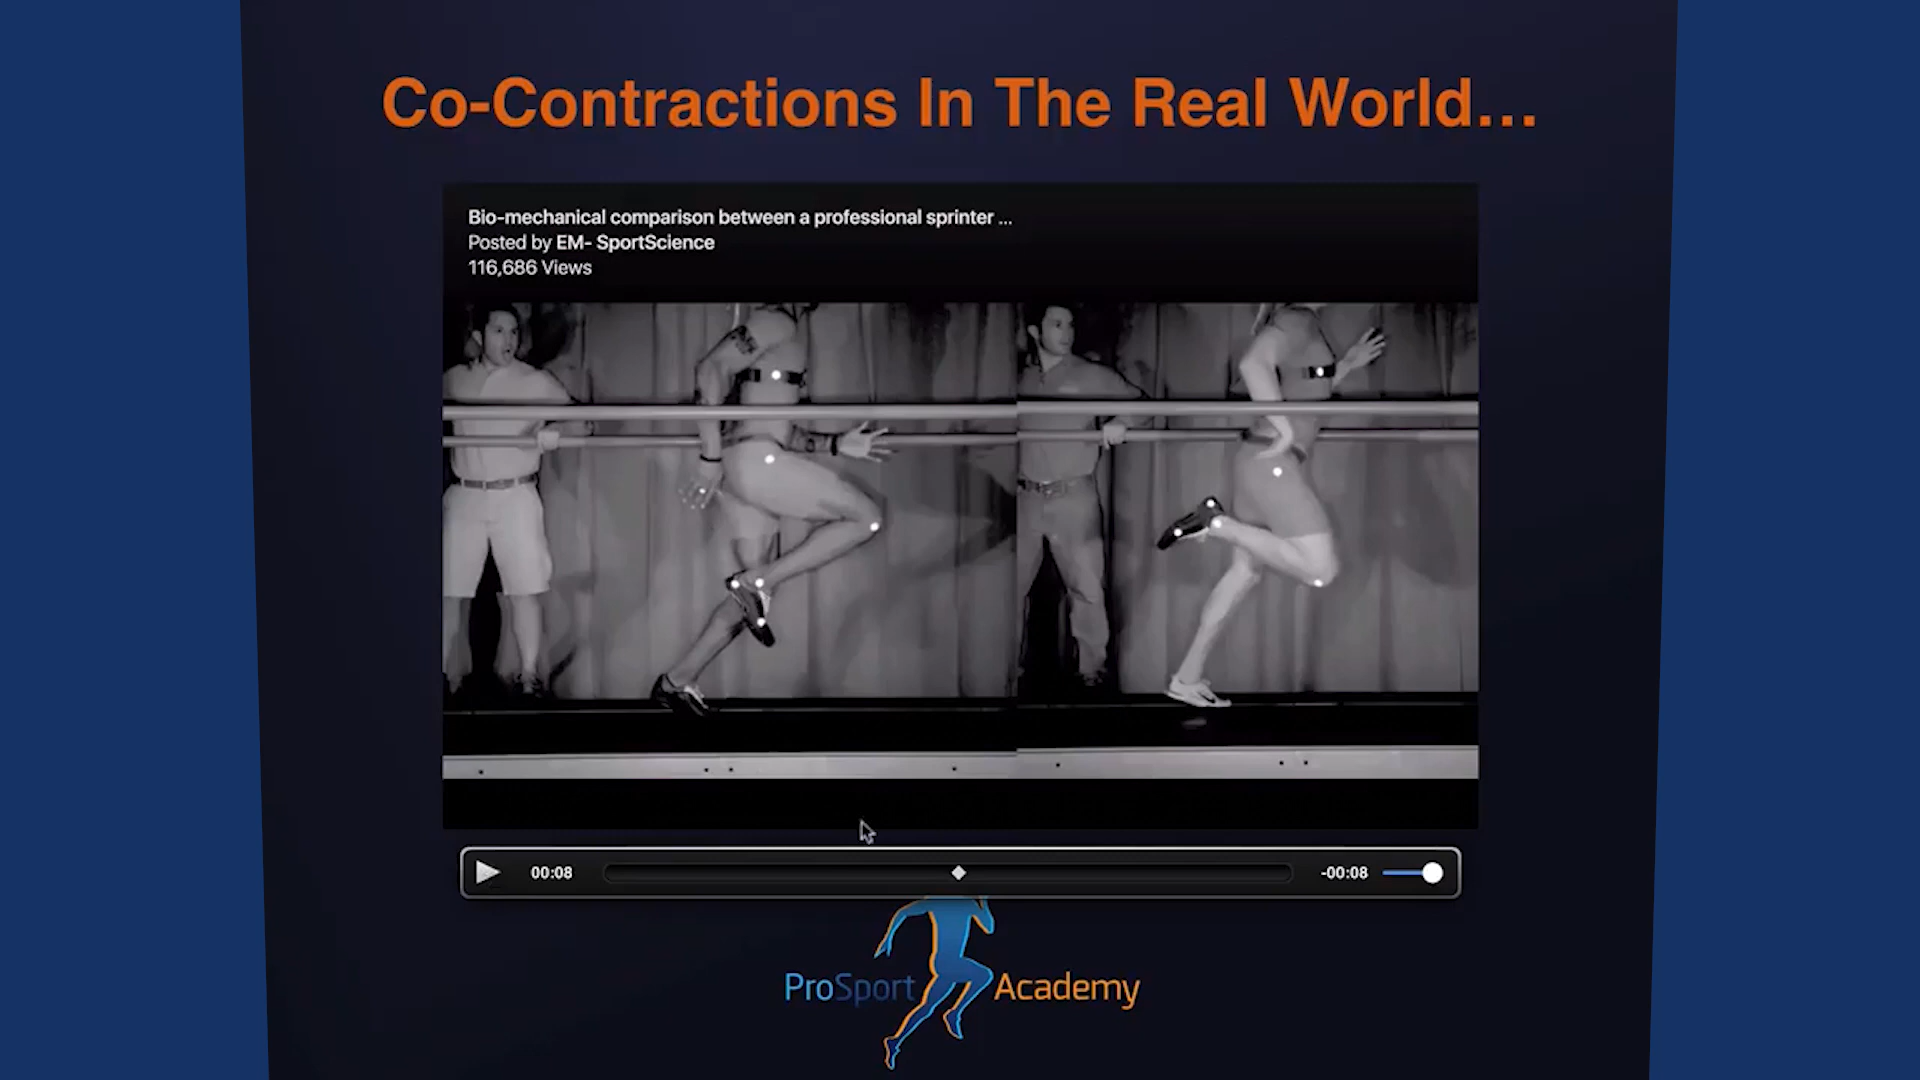 Co-Contractions In The Real World...
Bio-mechanical comparison between a professional sprinter ...
Posted by EM- SportScience
116,686 Views
00:08
-00:08
ProSport Academy